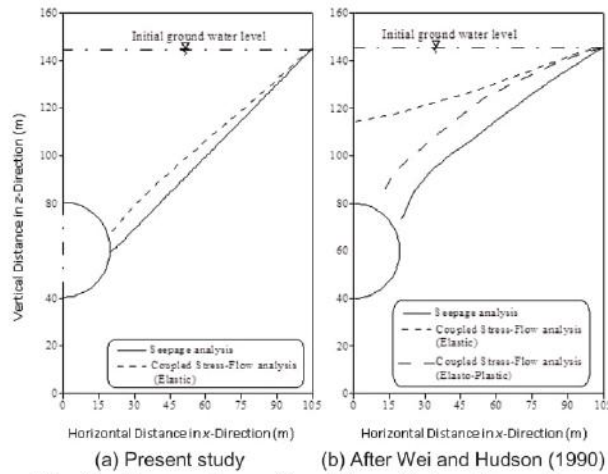 Initial ground water level
160
140
120
100
80
60
40
20
0
0 15 30 45 60 75 90 105
Vertical Distance in z-Direction (m)
Horizontal Distance in x-Direction (m)
Seepage analysis
Coupled Stress-Flow analysis
(Elastic)
(a) Present study
Initial ground water level
160
140
120
100
80
60
40
20
0
0 15 30 45 60 75 90 105
Horizontal Distance in x-Direction (m)
Seepage analysis
Coupled Stress-Flow analysis
(Elastic)
Coupled Stress-Flow analysis
(Elasto-Plastic)
(b) After Wei and Hudson (1990)